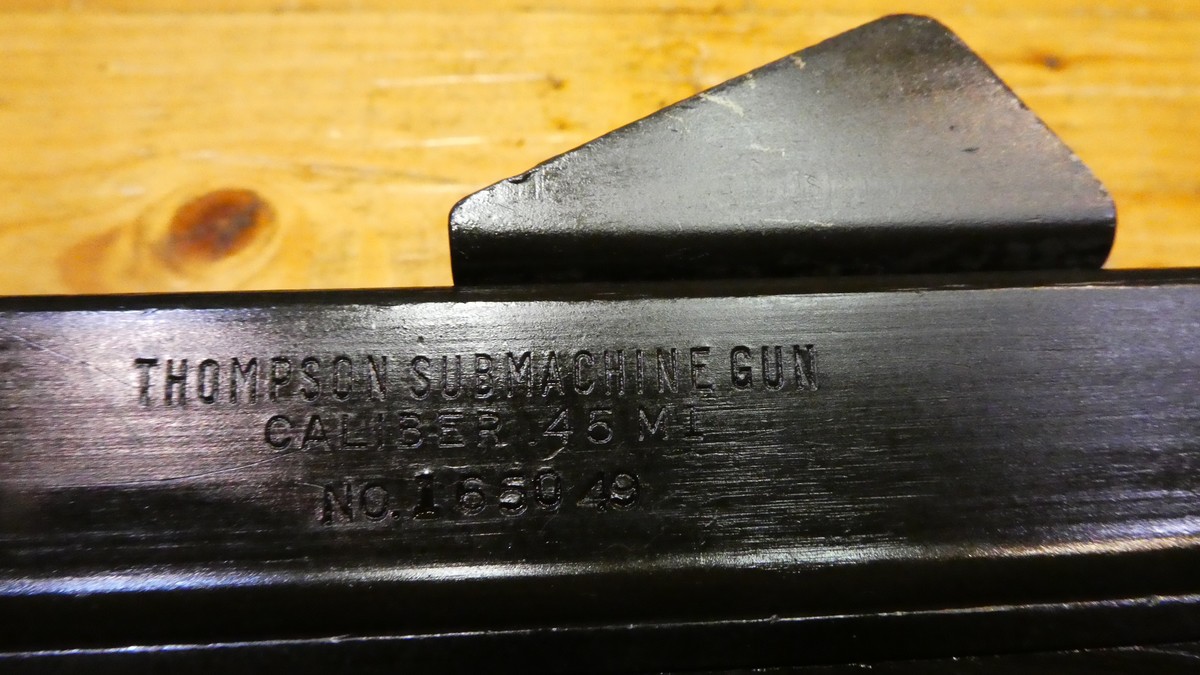 THOMPSON SUBMACHINE GUN
CALIBER .45 M1
NO. 165049